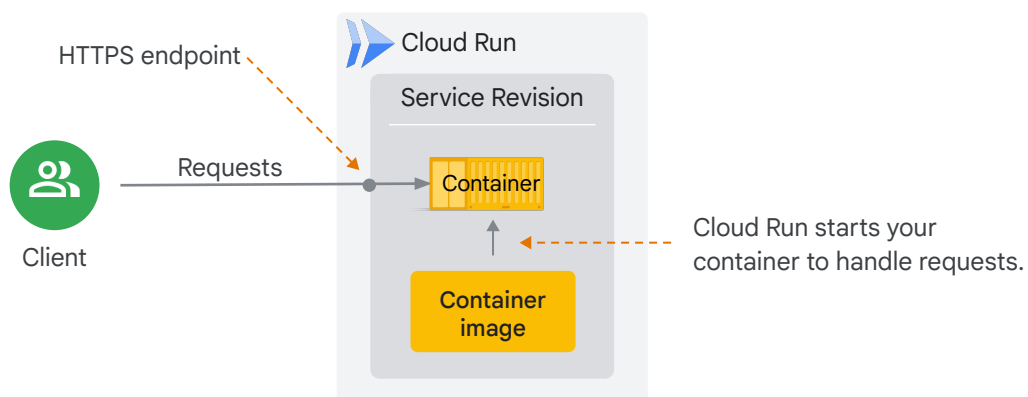 Cloud Run
HTTPS endpoint
Service Revision
Requests
Container
Client
Cloud Run starts your
container to handle requests.
Container
image